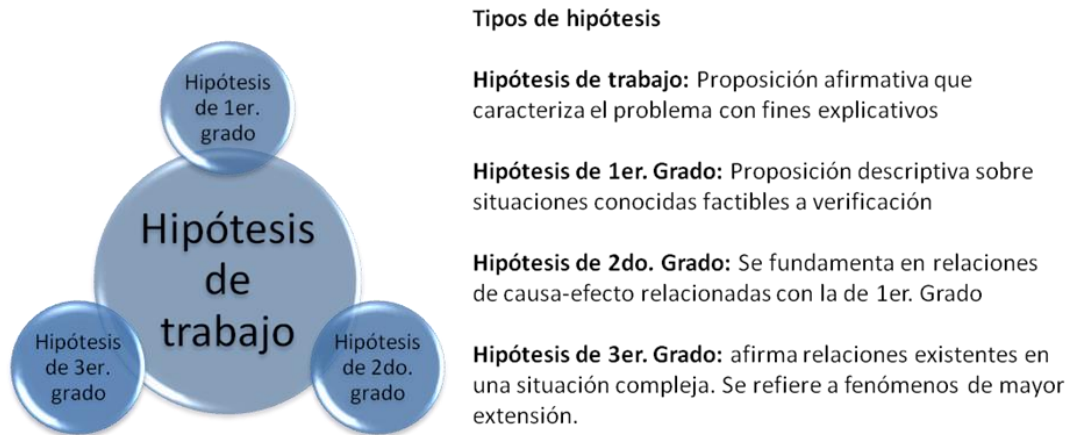 Hipótesis
de 1er.
grado
Hipótesis
de
trabajo
Hipótesis
de 3er.
grado
Hipótesis
de 2do.
grado
Tipos de hipótesis
Hipótesis de trabajo: Proposición afirmativa que
caracteriza el problema con fines explicativos
Hipótesis de 1er. Grado: Proposición descriptiva sobre
situaciones conocidas factibles a verificación
Hipótesis de 2do. Grado: Se fundamenta en relaciones
de causa-efecto relacionadas con la de 1er. Grado
Hipótesis de 3er. Grado: afirma relaciones existentes en
una situación compleja. Se refiere a fenómenos de mayor
extensión.